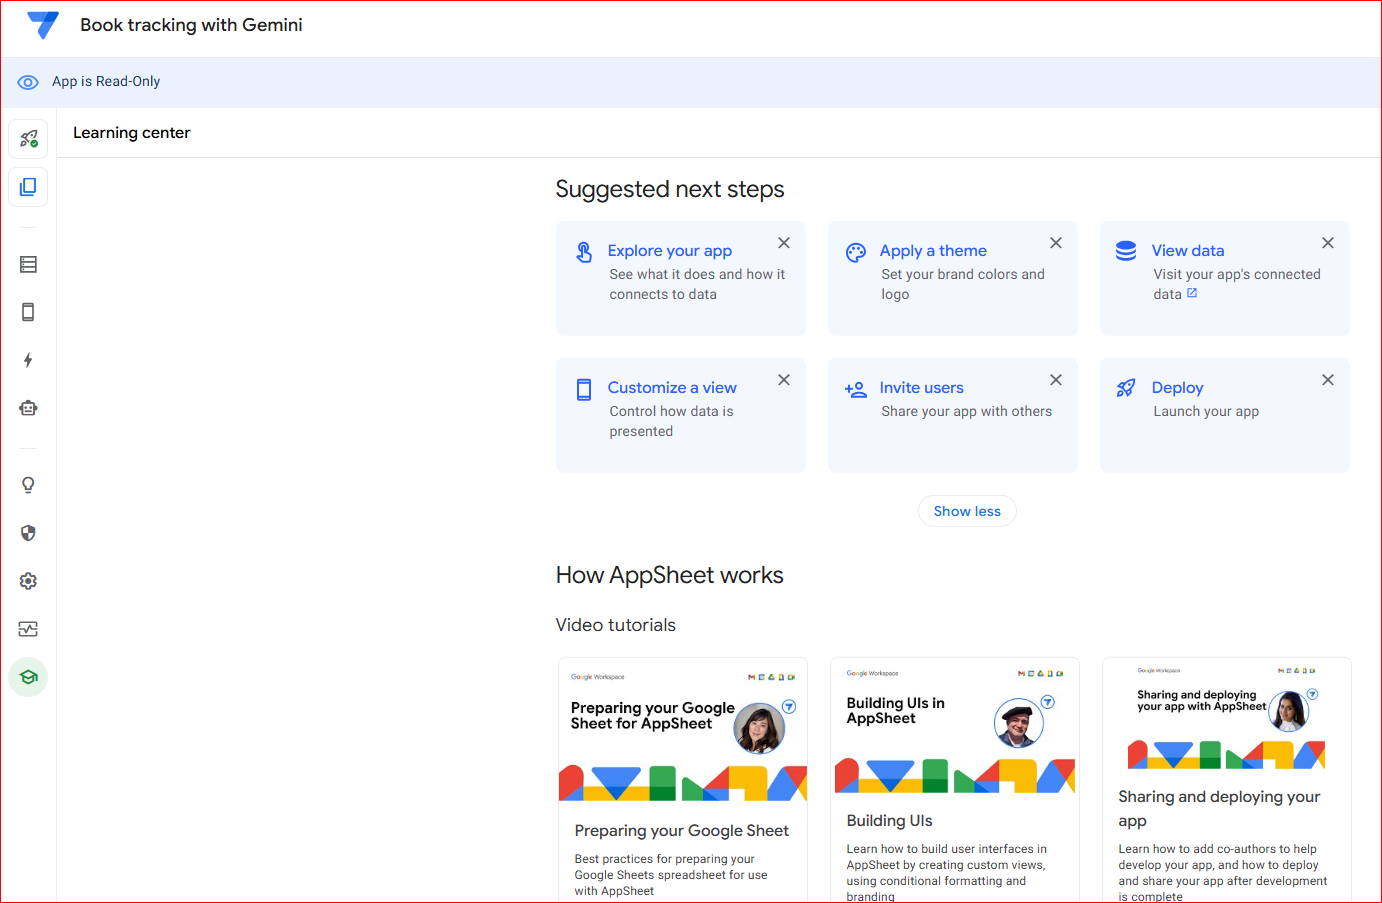 Book tracking with Gemini
App is Read-Only
Learning center
Suggested next steps
Explore your app
See what it does and how it
connects to data
Apply a theme
Set your brand colors and
logo
View data
Visit your app's connected
data
Customize a view
Control how data is
presented
Invite users
Share your app with others
Deploy
Launch your app
Show less
How AppSheet works
Video tutorials
Google Workspace
Preparing your Google
Sheet for AppSheet
Preparing your Google Sheet
Best practices for preparing your
Google Sheets spreadsheet for use
with AppSheet
Google Workspace
Building UIs in
AppSheet
Building UIs
Learn how to build user interfaces in
AppSheet by creating custom views,
using conditional formatting and
branding
Google Workspace
Sharing and deploying
your app with AppSheet
Sharing and deploying your
app
Learn how to add co-authors to help
develop your app, and how to deploy
and share your app after development
is complete